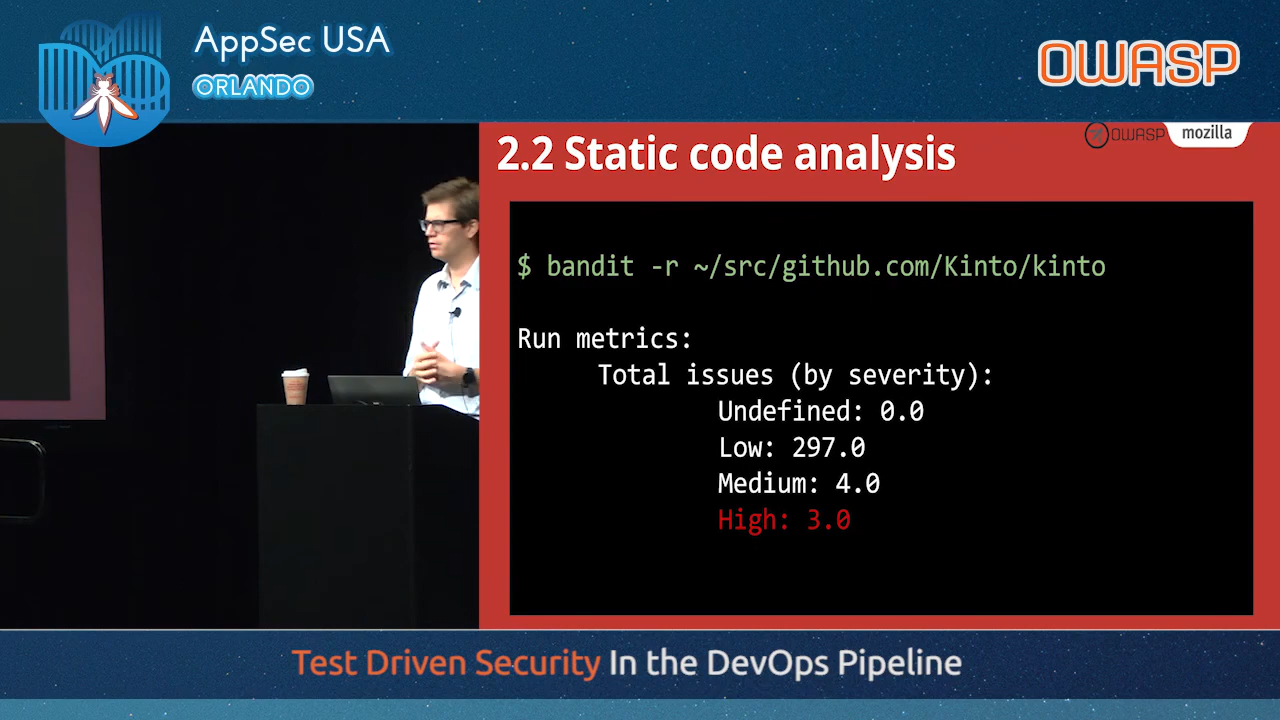 AppSec USA
ORLANDO
OWASP
OWASP
mozilla
2.2 Static code analysis
$ bandit -r ~/src/github.com/Kinto/kinto
Run metrics:
Total issues (by severity):
Undefined: 0.0
Low: 297.0
Medium: 4.0
High: 3.0
Test Driven Security In the DevOps Pipeline